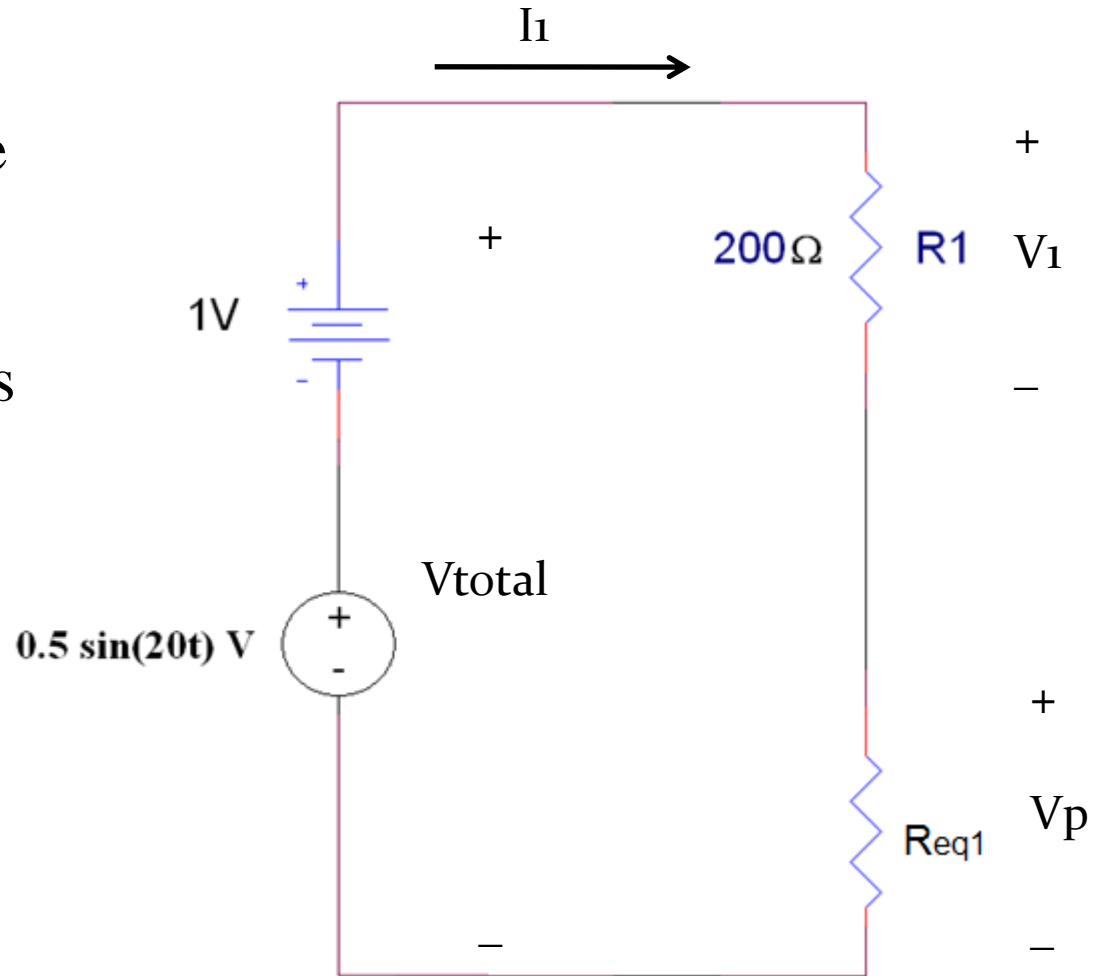 I1
e
+
+
200Ω R1 V1
+
1V
-
s
–
Vtotal
+
0.5 sin(20t) V
-
+
Vp
Req1
–
–